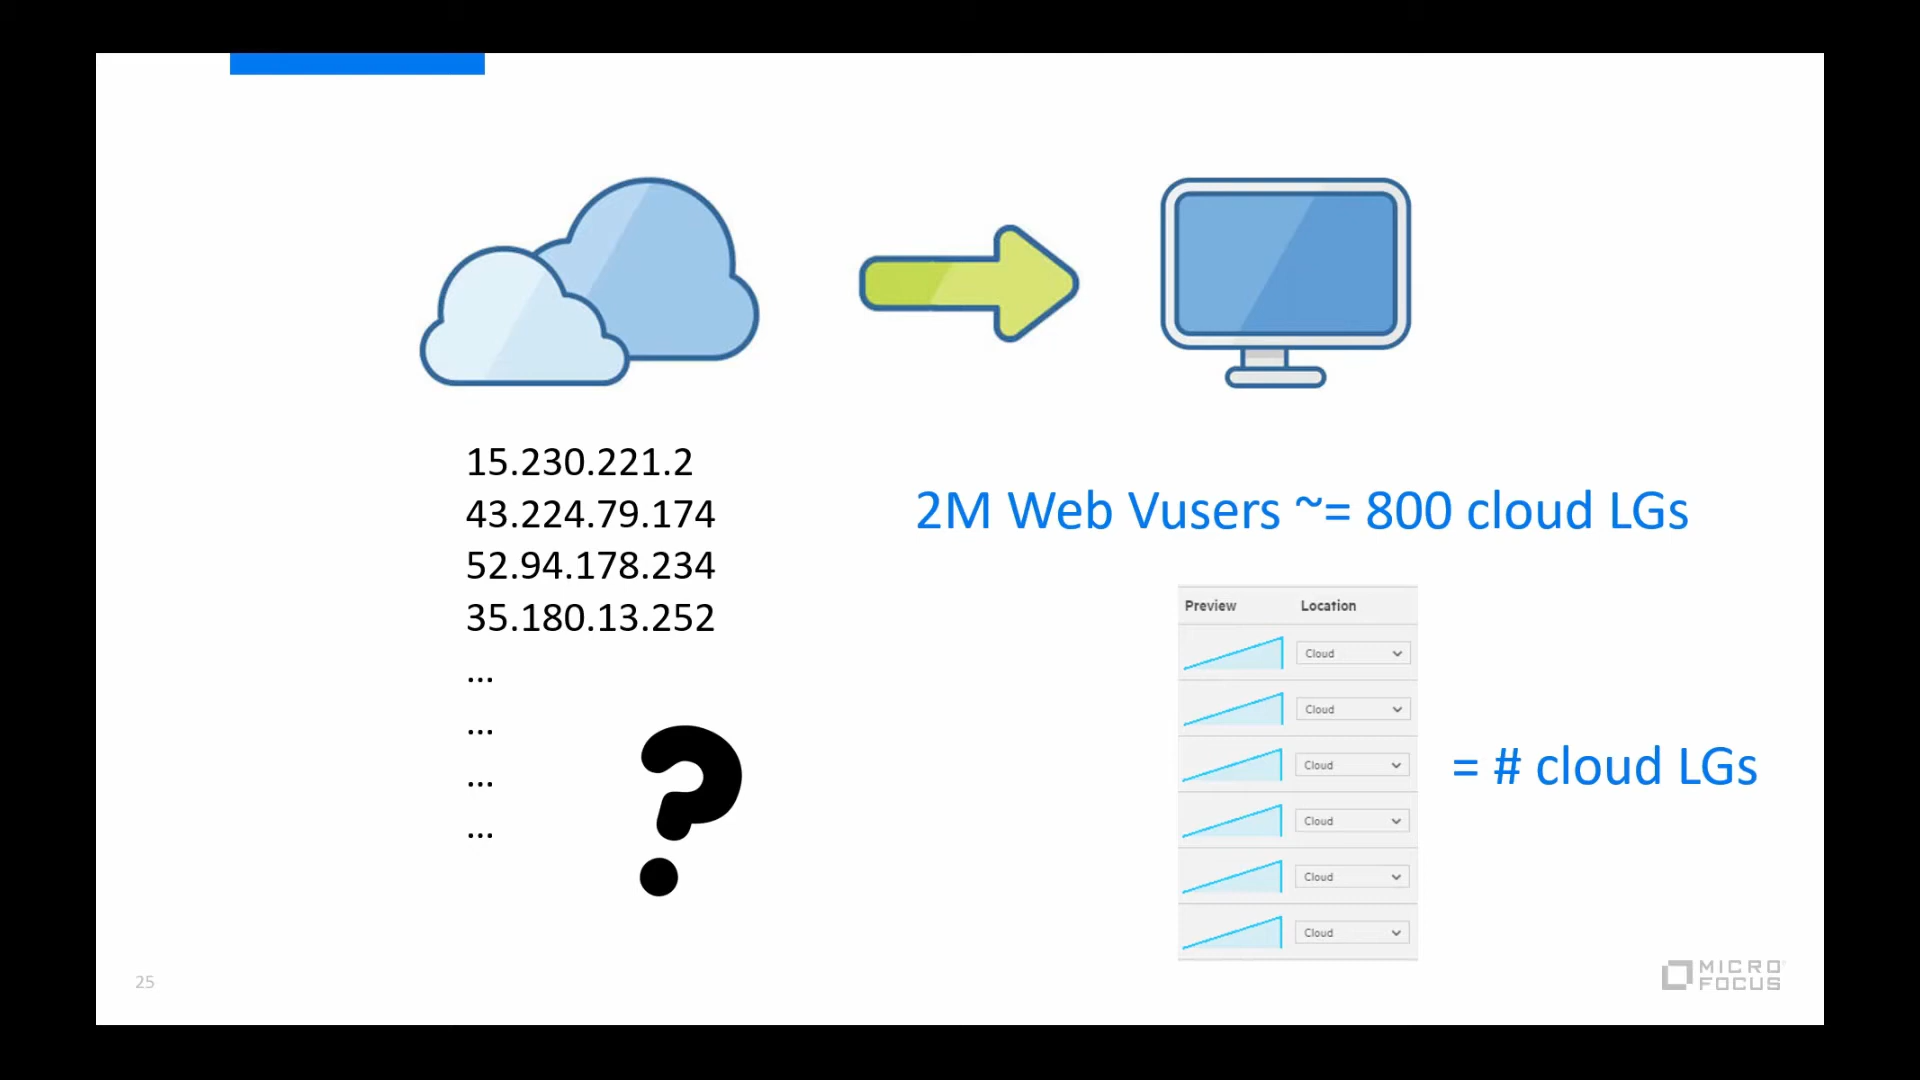 15.230.221.2
43.224.79.174
52.94.178.234
35.180.13.252
...
...
...
...
?
2M Web Vusers ~= 800 cloud LGs
Preview Location
Cloud
Cloud
Cloud
Cloud
Cloud
Cloud
= # cloud LGs
25
MICRO
FOCUS